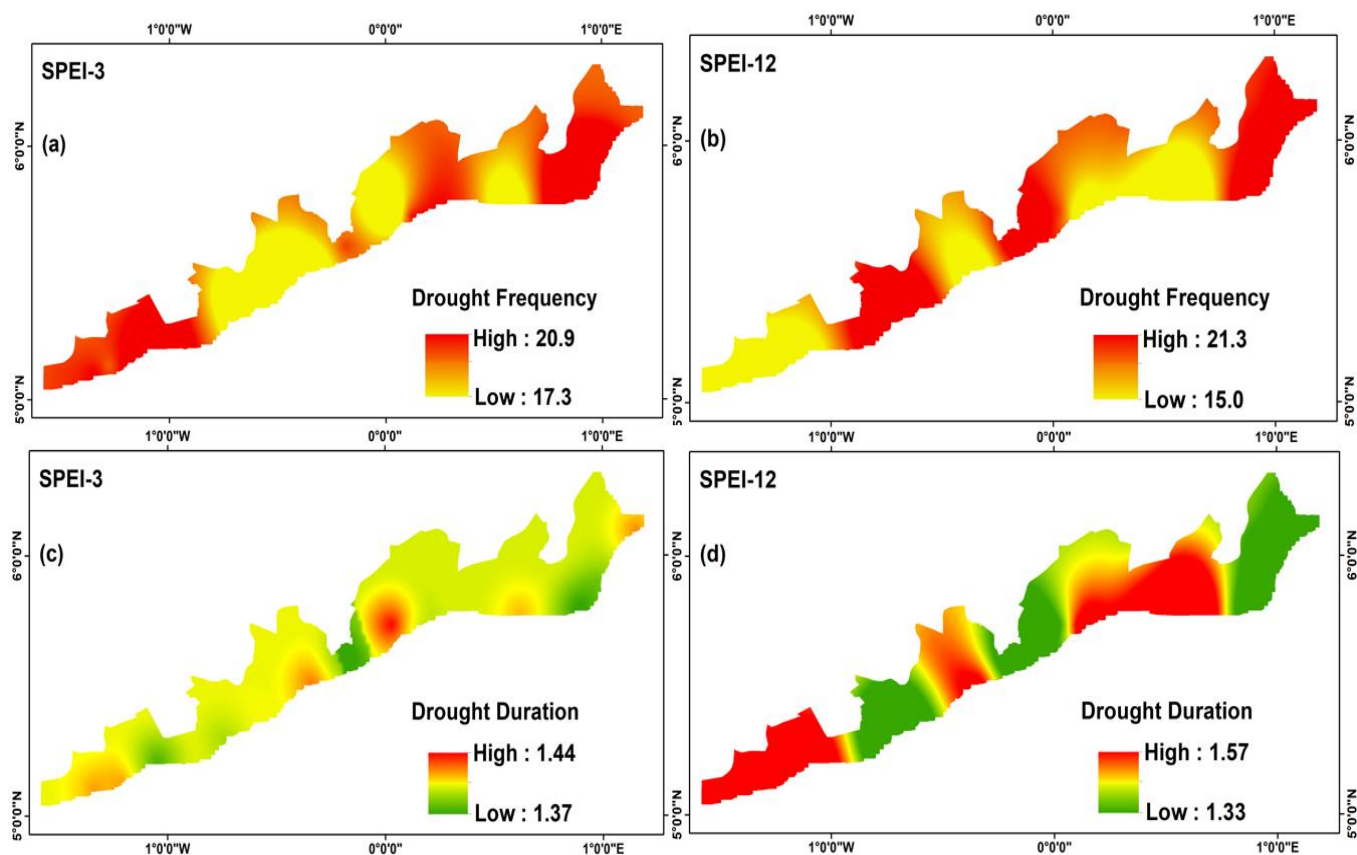 1°0'0"W 0°0'0" 1°0'0"E
SPEI-3
(a)
6°0'0"N
5°0'0"N
Drought Frequency
High : 20.9
Low : 17.3
1°0'0"W 0°0'0" 1°0'0"E
SPEI-12
(b)
6°0'0"N
5°0'0"N
Drought Frequency
High : 21.3
Low : 15.0
1°0'0"W 0°0'0" 1°0'0"E
SPEI-3
(c)
6°0'0"N
5°0'0"N
Drought Duration
High : 1.44
Low : 1.37
1°0'0"W 0°0'0" 1°0'0"E
SPEI-12
(d)
6°0'0"N
5°0'0"N
Drought Duration
High : 1.57
Low : 1.33
1°0'0"W 0°0'0" 1°0'0"E
1°0'0"W 0°0'0" 1°0'0"E